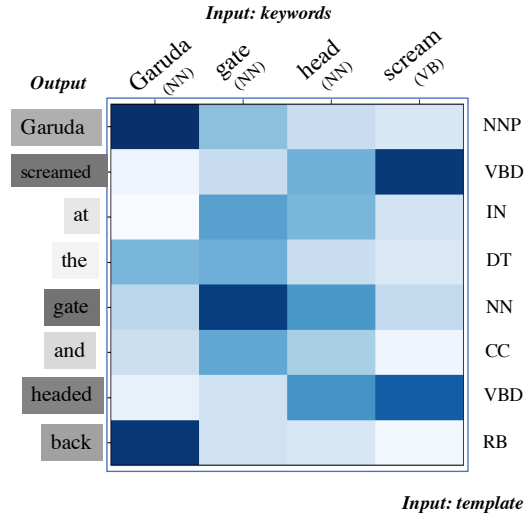 Input: keywords
Output
Garuda (NN)
gate (NN)
head (NN)
scream (VB)
Garuda NNP
screamed VBD
at IN
the DT
gate NN
and CC
headed VBD
back RB
Input: template